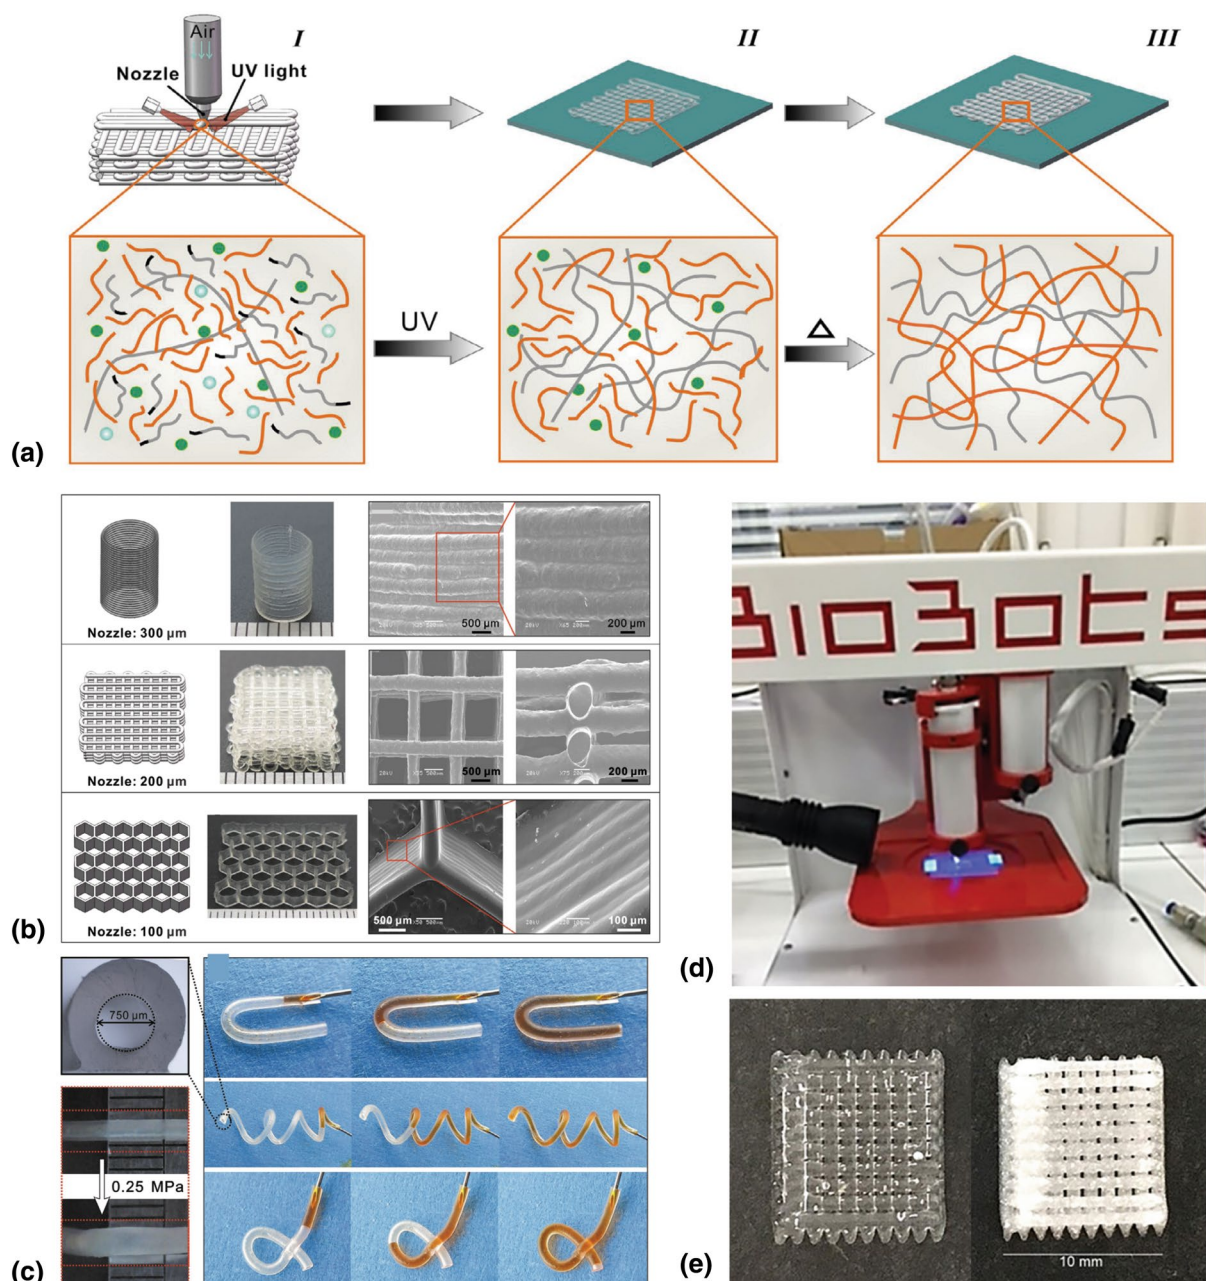 Air
I
II
III
Nozzle
UV light
UV
Δ
(a)
Nozzle: 300 µm
500 µm
200 µm
Nozzle: 200 µm
500 µm
200 µm
Nozzle: 100 µm
500 µm
100 µm
(b)
BIOBOTS
(d)
750 µm
0.25 MPa
(c)
10 mm
(e)